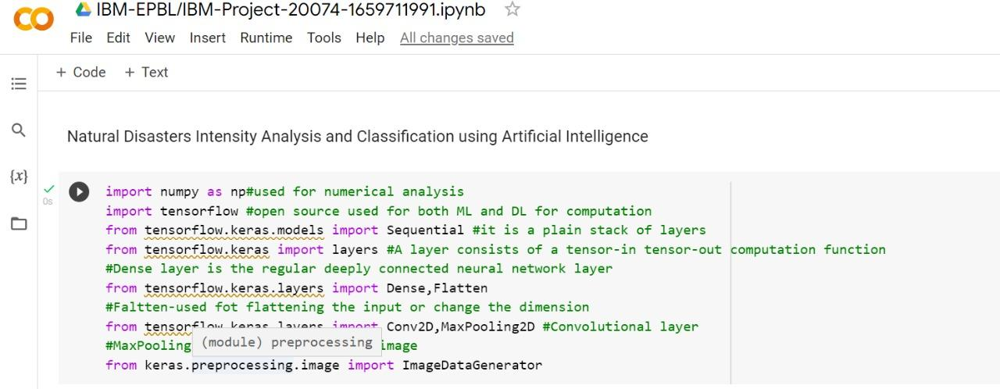 IBM-EPBL/IBM-Project-20074-1659711991.ipynb
File Edit View Insert Runtime Tools Help All changes saved
+ Code + Text
Natural Disasters Intensity Analysis and Classification using Artificial Intelligence
{x}
0s
import numpy as np#used for numerical analysis
import tensorflow #open source used for both ML and DL for computation
from tensorflow.keras.models import Sequential #it is a plain stack of layers
from tensorflow.keras import layers #A layer consists of a tensor-in tensor-out computation function
#Dense layer is the regular deeply connected neural network layer
from tensorflow.keras.layers import Dense,Flatten
#Faltten-used fot flattening the input or change the dimension
from tensorflow.keras.layers import Conv2D,MaxPooling2D #Convolutional layer
#MaxPooling image
(module) preprocessing
from keras.preprocessing.image import ImageDataGenerator